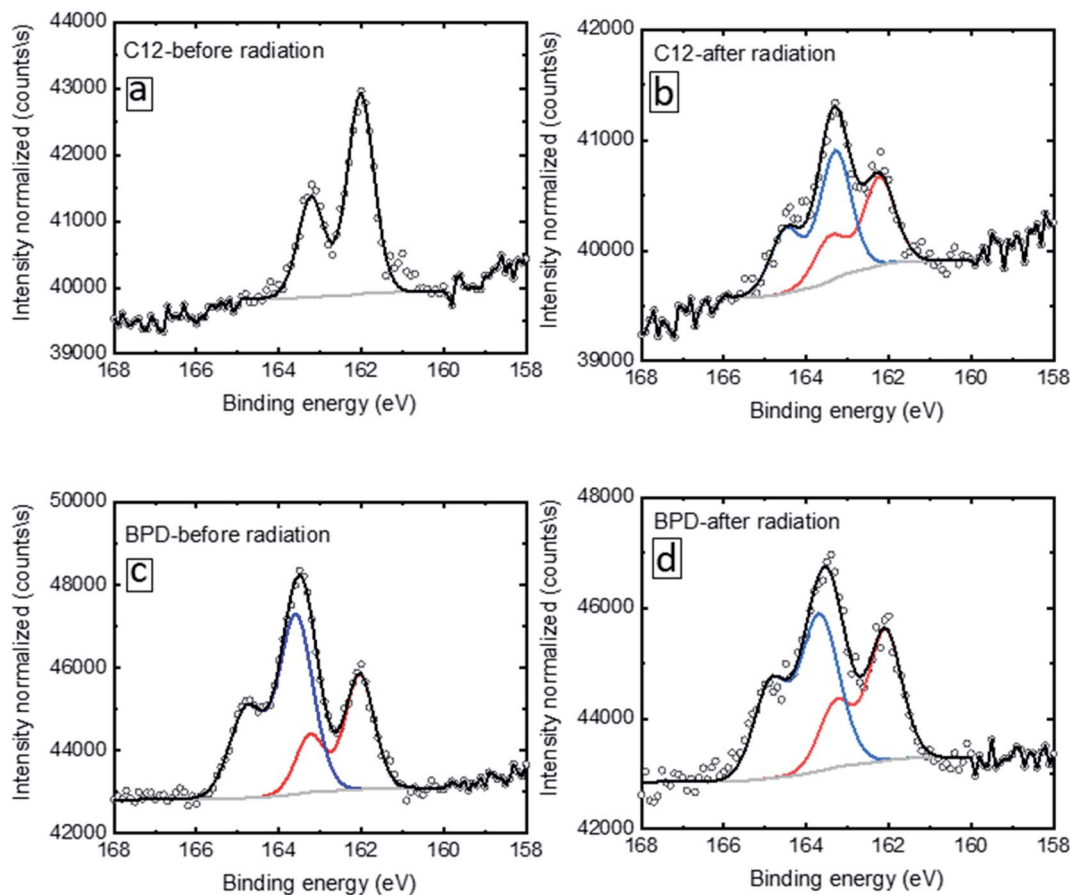 Intensity normalized (counts\s)
44000
43000
42000
41000
40000
39000
C12-before radiation
a
168 166 164 162 160 158
Binding energy (eV)
Intensity normalized (counts\s)
42000
41000
40000
39000
C12-after radiation
b
168 166 164 162 160 158
Binding energy (eV)
Intensity normalized (counts\s)
50000
48000
46000
44000
42000
BPD-before radiation
c
168 166 164 162 160 158
Binding energy (eV)
Intensity normalized (counts\s)
48000
46000
44000
42000
BPD-after radiation
d
168 166 164 162 160 158
Binding energy (eV)